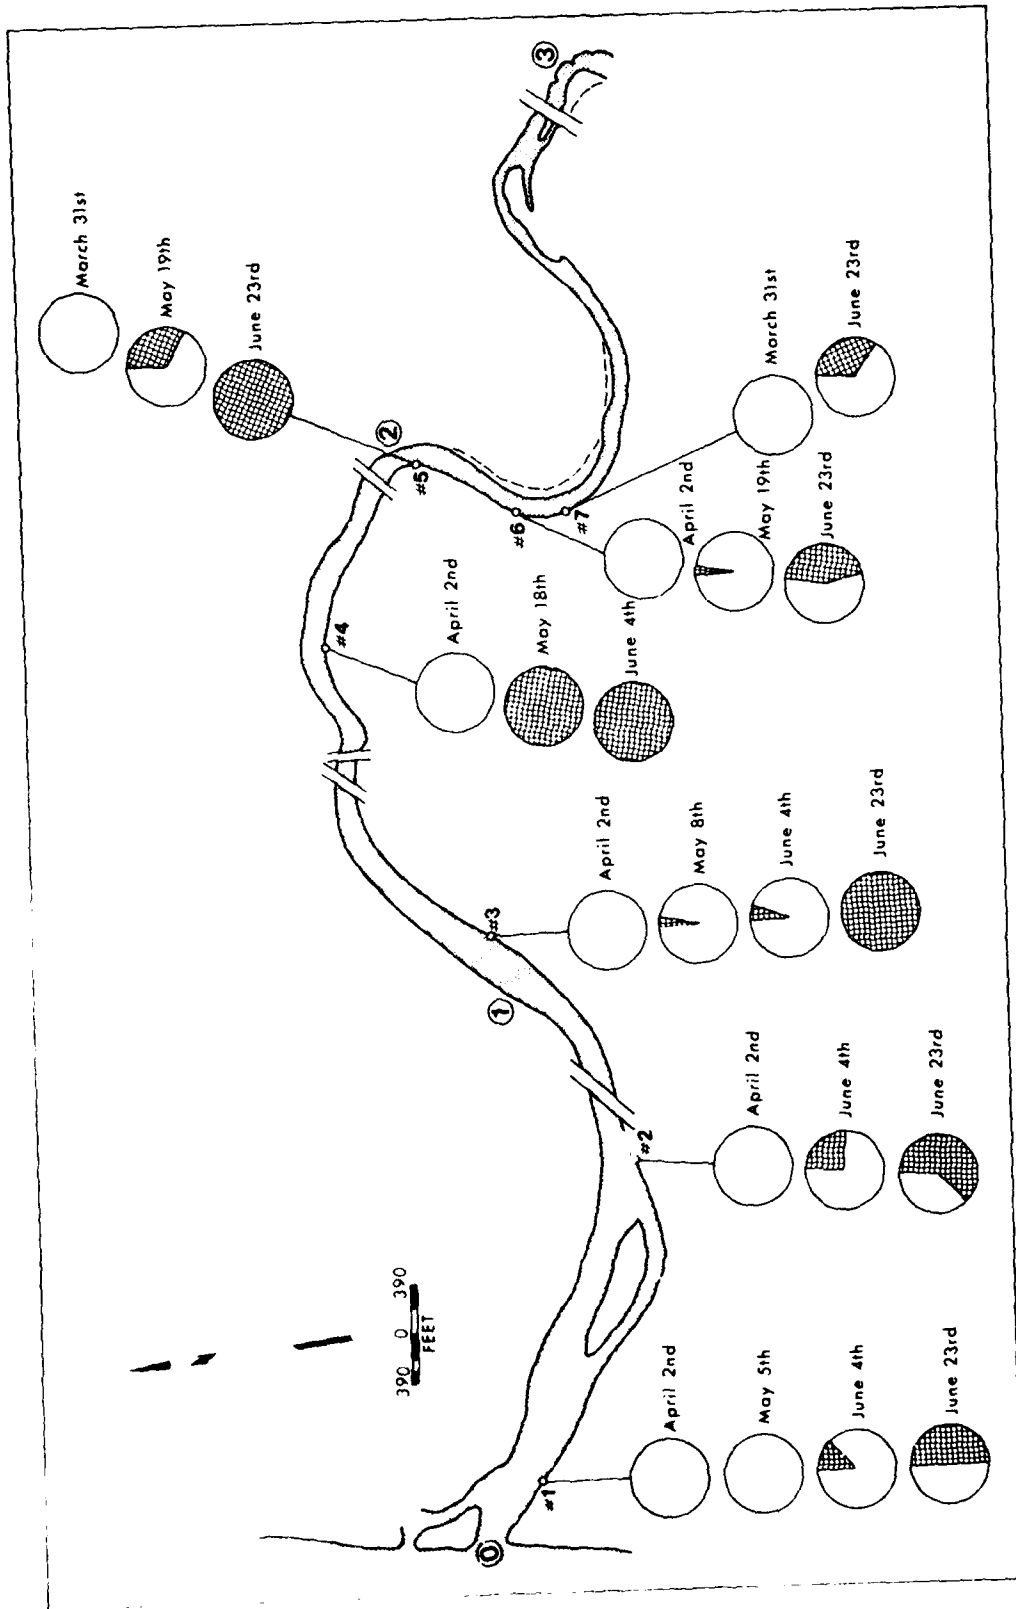 March 31st
May 19th
June 23rd
3
2
#5
#6
#7
March 31st
June 23rd
April 2nd
May 19th
June 23rd
#4
April 2nd
May 18th
June 4th
#3
1
April 2nd
May 8th
June 4th
June 23rd
#2
April 2nd
June 4th
June 23rd
390 0 390
FEET
0
#1
April 2nd
May 5th
June 4th
June 23rd